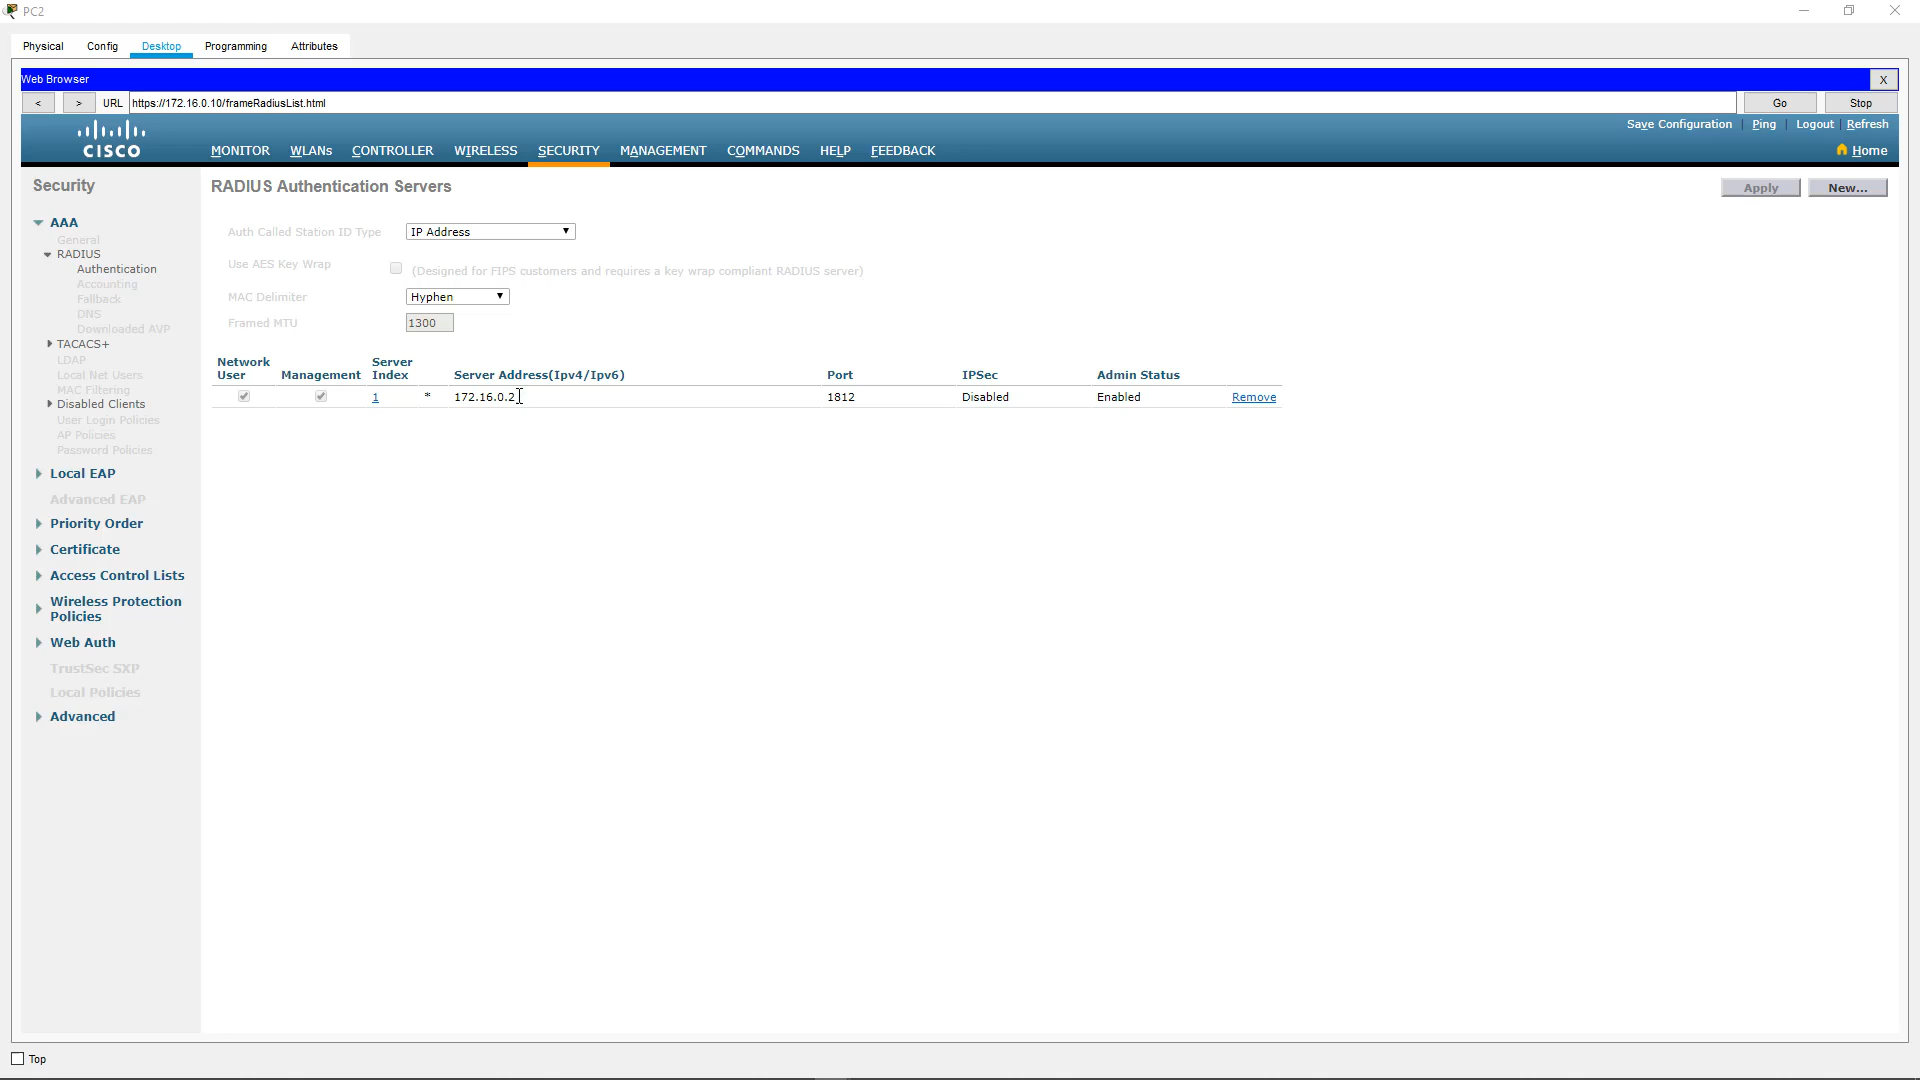 PC2
Physical Config Desktop Programming Attributes
Web Browser X
< > URL https://172.16.0.10/frameRadiusList.html Go Stop
Save Configuration | Ping | Logout | Refresh
CISCO MONITOR WLANs CONTROLLER WIRELESS SECURITY MANAGEMENT COMMANDS HELP FEEDBACK Home
Security
AAA
General
RADIUS
Authentication
Accounting
Fallback
DNS
Downloaded AVP
TACACS+
LDAP
Local Net Users
MAC Filtering
Disabled Clients
User Login Policies
AP Policies
Password Policies
Local EAP
Advanced EAP
Priority Order
Certificate
Access Control Lists
Wireless Protection
Policies
Web Auth
TrustSec SXP
Local Policies
Advanced
RADIUS Authentication Servers Apply New...
Auth Called Station ID Type IP Address
Use AES Key Wrap (Designed for FIPS customers and requires a key wrap compliant RADIUS server)
MAC Delimiter Hyphen
Framed MTU 1300
Network User Management Server Index Server Address(Ipv4/Ipv6) Port IPSec Admin Status
1 * 172.16.0.2 1812 Disabled Enabled Remove
Top